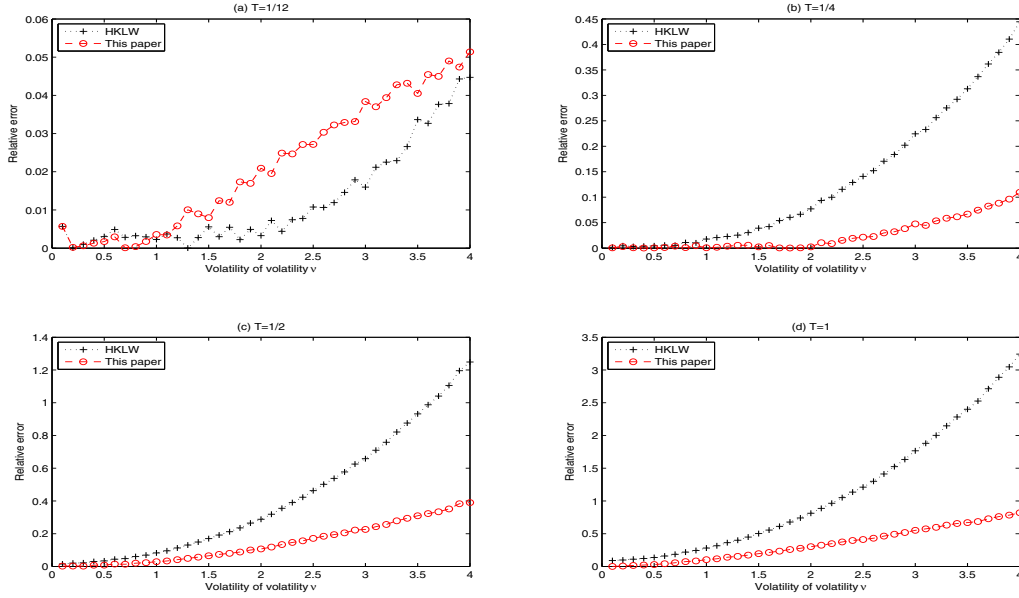 (a) T=1/12
HKLW
This paper
Relative error
0.06
0.05
0.04
0.03
0.02
0.01
0
0 0.5 1 1.5 2 2.5 3 3.5 4
Volatility of volatility ν
(b) T=1/4
HKLW
This paper
Relative error
0.45
0.4
0.35
0.3
0.25
0.2
0.15
0.1
0.05
0
0 0.5 1 1.5 2 2.5 3 3.5 4
Volatility of volatility ν
(c) T=1/2
HKLW
This paper
Relative error
1.4
1.2
1
0.8
0.6
0.4
0.2
0
0 0.5 1 1.5 2 2.5 3 3.5 4
Volatility of volatility ν
(d) T=1
HKLW
This paper
Relative error
3.5
3
2.5
2
1.5
1
0.5
0
0 0.5 1 1.5 2 2.5 3 3.5 4
Volatility of volatility ν